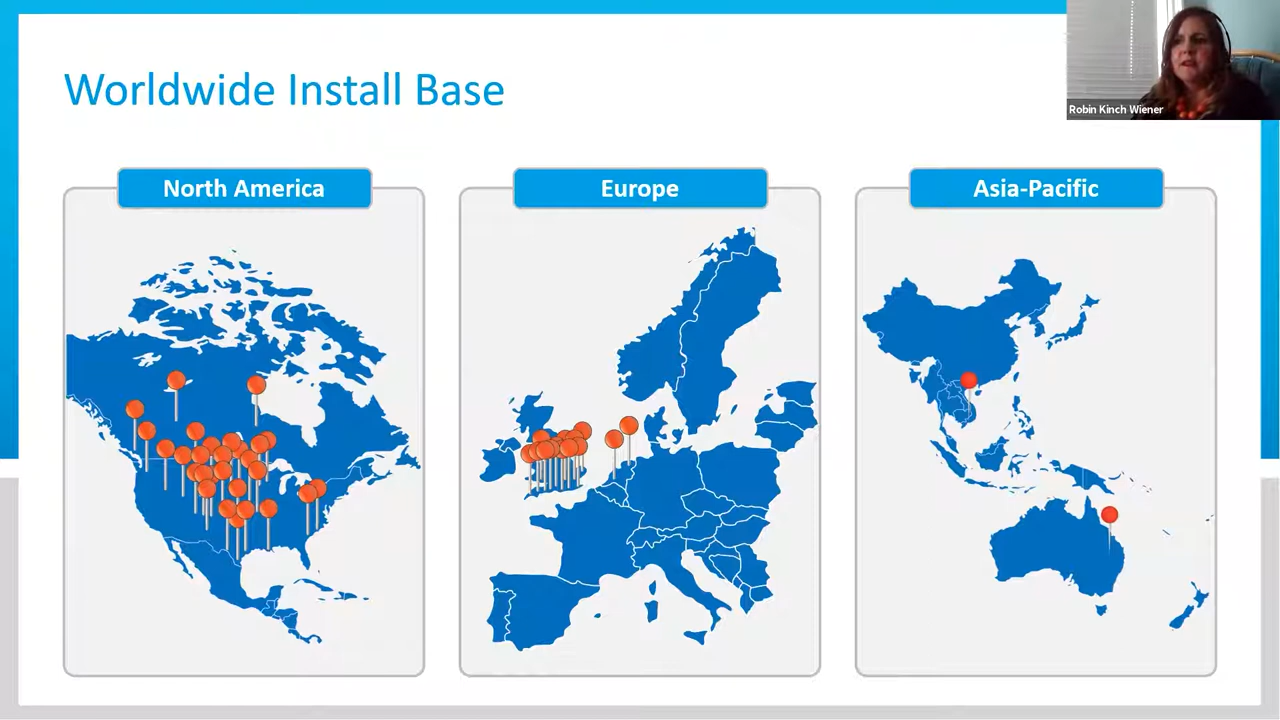 Worldwide Install Base
Robin Kinch Wiener
North America
Europe
Asia-Pacific